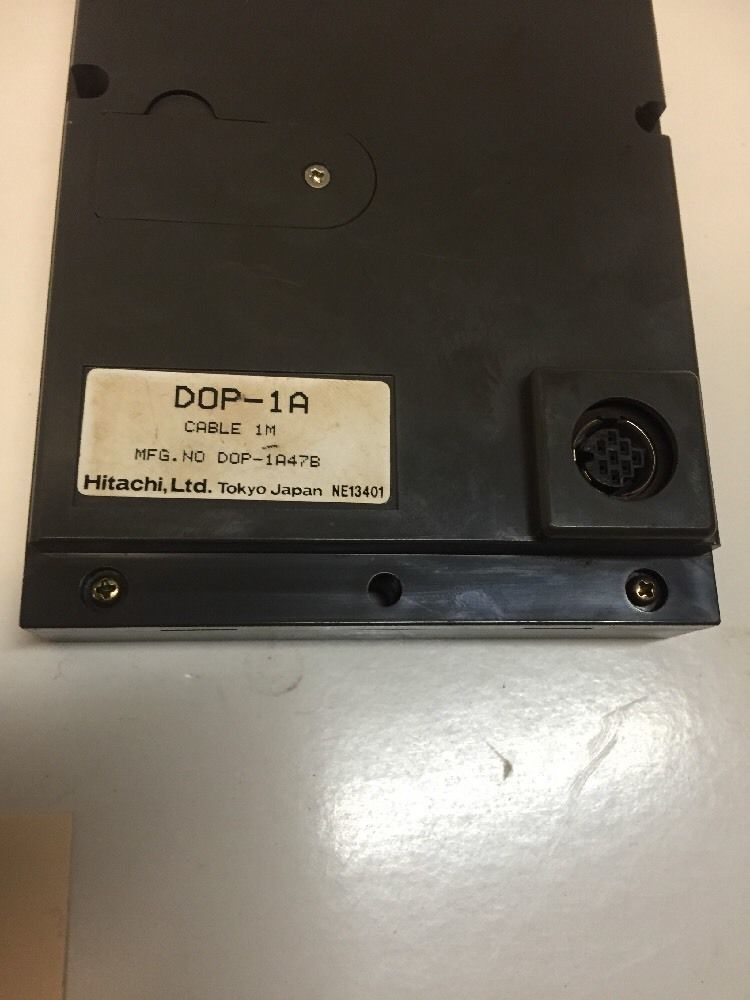 DOP-1A
CABLE 1M
MFG.NO DOP-1A47B
Hitachi, Ltd. Tokyo Japan NE13401